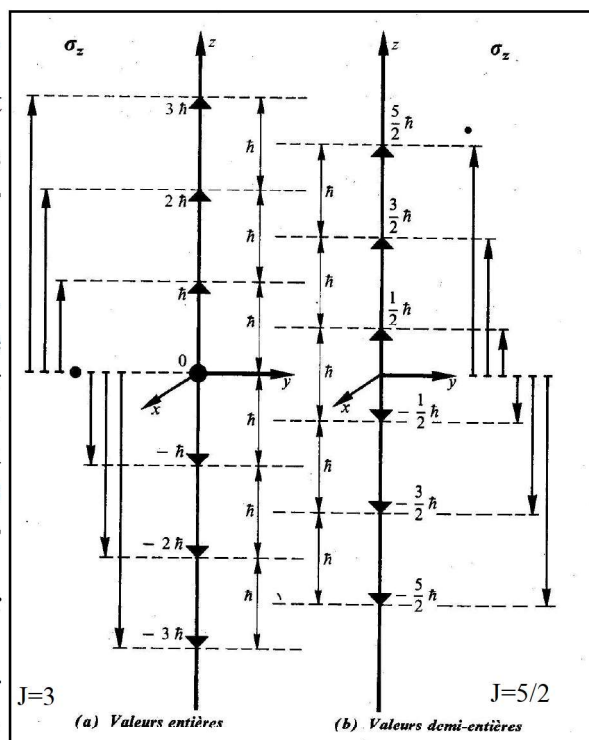 σz z z σz
3ħ
5/2 ħ
ħ
2ħ
ħ
3/2 ħ
ħ
ħ
ħ
1/2 ħ
ħ
0
ħ
y
x
y
x
-ħ
ħ
-1/2 ħ
ħ
-2ħ
ħ
-3/2 ħ
ħ
ħ
-5/2 ħ
-3ħ
J=3
J=5/2
(a) Valeurs entières
(b) Valeurs demi-entières